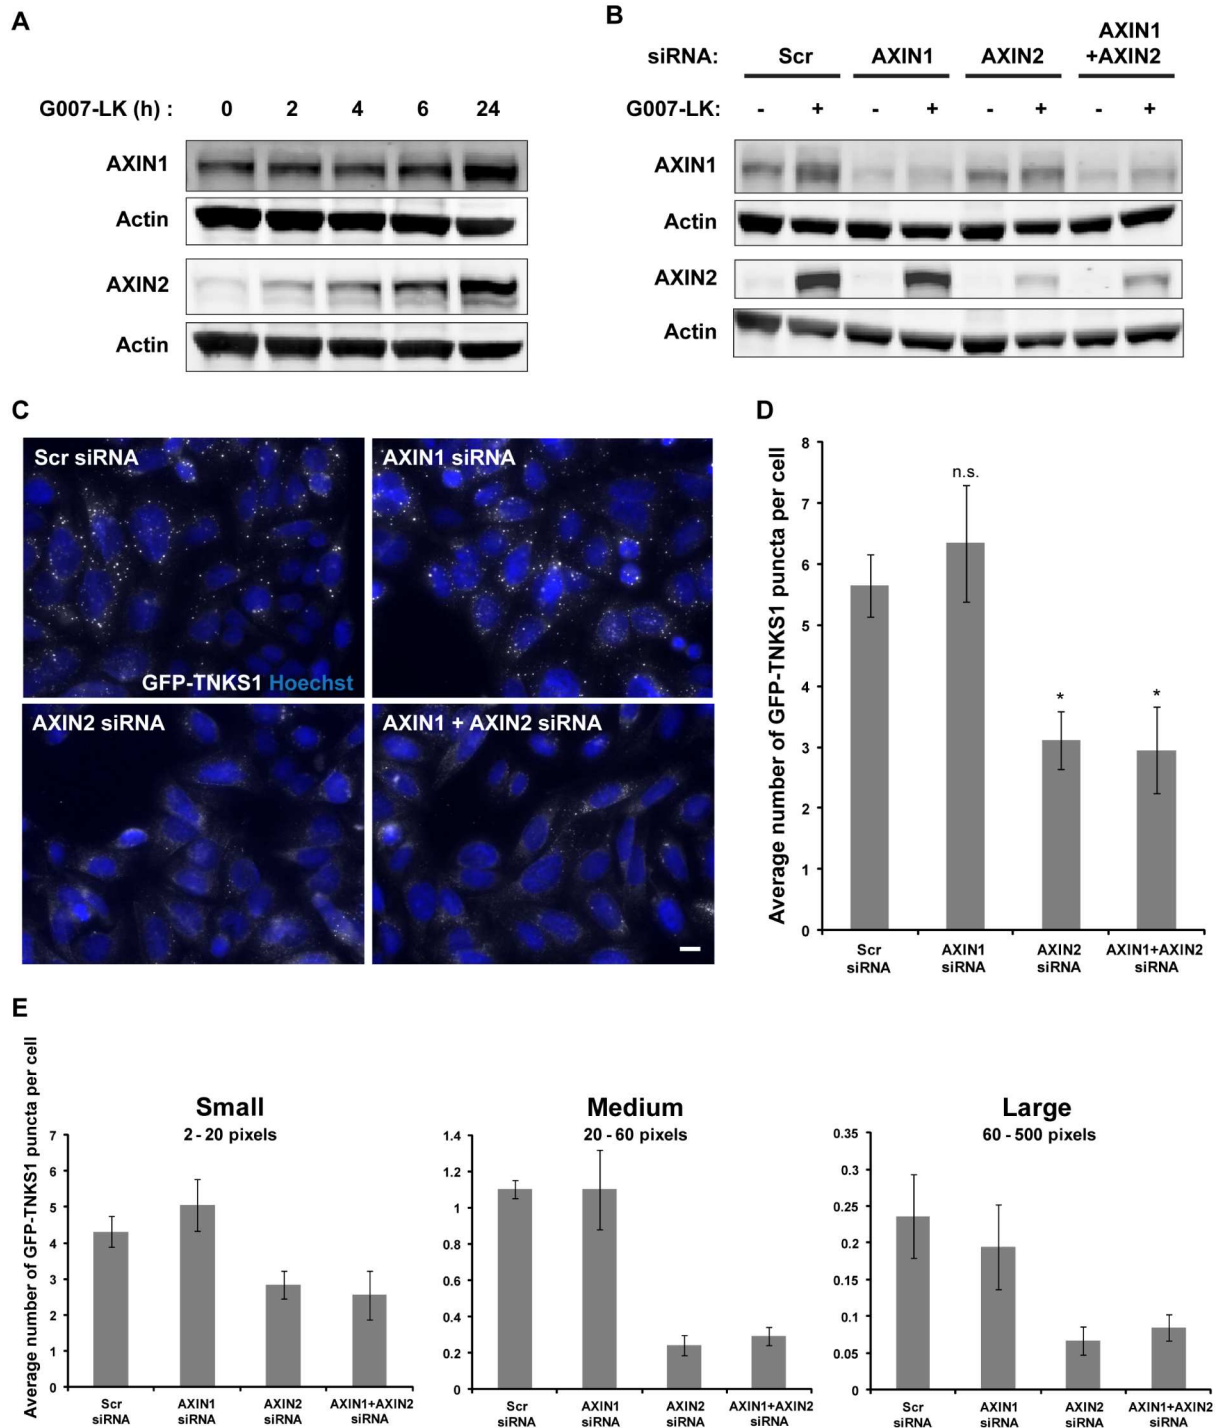 A
G007-LK (h) : 0 2 4 6 24
AXIN1
Actin
AXIN2
Actin
B
siRNA: Scr AXIN1 AXIN2 AXIN1
+AXIN2
G007-LK: - + - + - + - +
AXIN1
Actin
AXIN2
Actin
C
Scr siRNA
AXIN1 siRNA
GFP-TNKS1 Hoechst
AXIN2 siRNA
AXIN1 + AXIN2 siRNA
D
Average number of GFP-TNKS1 puncta per cell
8
7
6
5
4
3
2
1
0
n.s.
*
*
Scr
siRNA
AXIN1
siRNA
AXIN2
siRNA
AXIN1+AXIN2
siRNA
E
Average number of GFP-TNKS1 puncta per cell
Small
2 - 20 pixels
7
6
5
4
3
2
1
0
Scr
siRNA
AXIN1
siRNA
AXIN2
siRNA
AXIN1+AXIN2
siRNA
Medium
20 - 60 pixels
1.4
1.2
1
0.8
0.6
0.4
0.2
0
Scr
siRNA
AXIN1
siRNA
AXIN2
siRNA
AXIN1+AXIN2
siRNA
Large
60 - 500 pixels
0.35
0.3
0.25
0.2
0.15
0.1
0.05
0
Scr
siRNA
AXIN1
siRNA
AXIN2
siRNA
AXIN1+AXIN2
siRNA